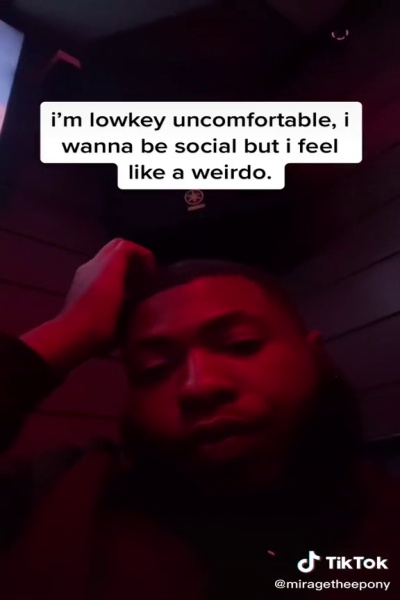 i'm lowkey uncomfortable, i
wanna be social but i feel
like a weirdo.
TikTok
@miragetheepony